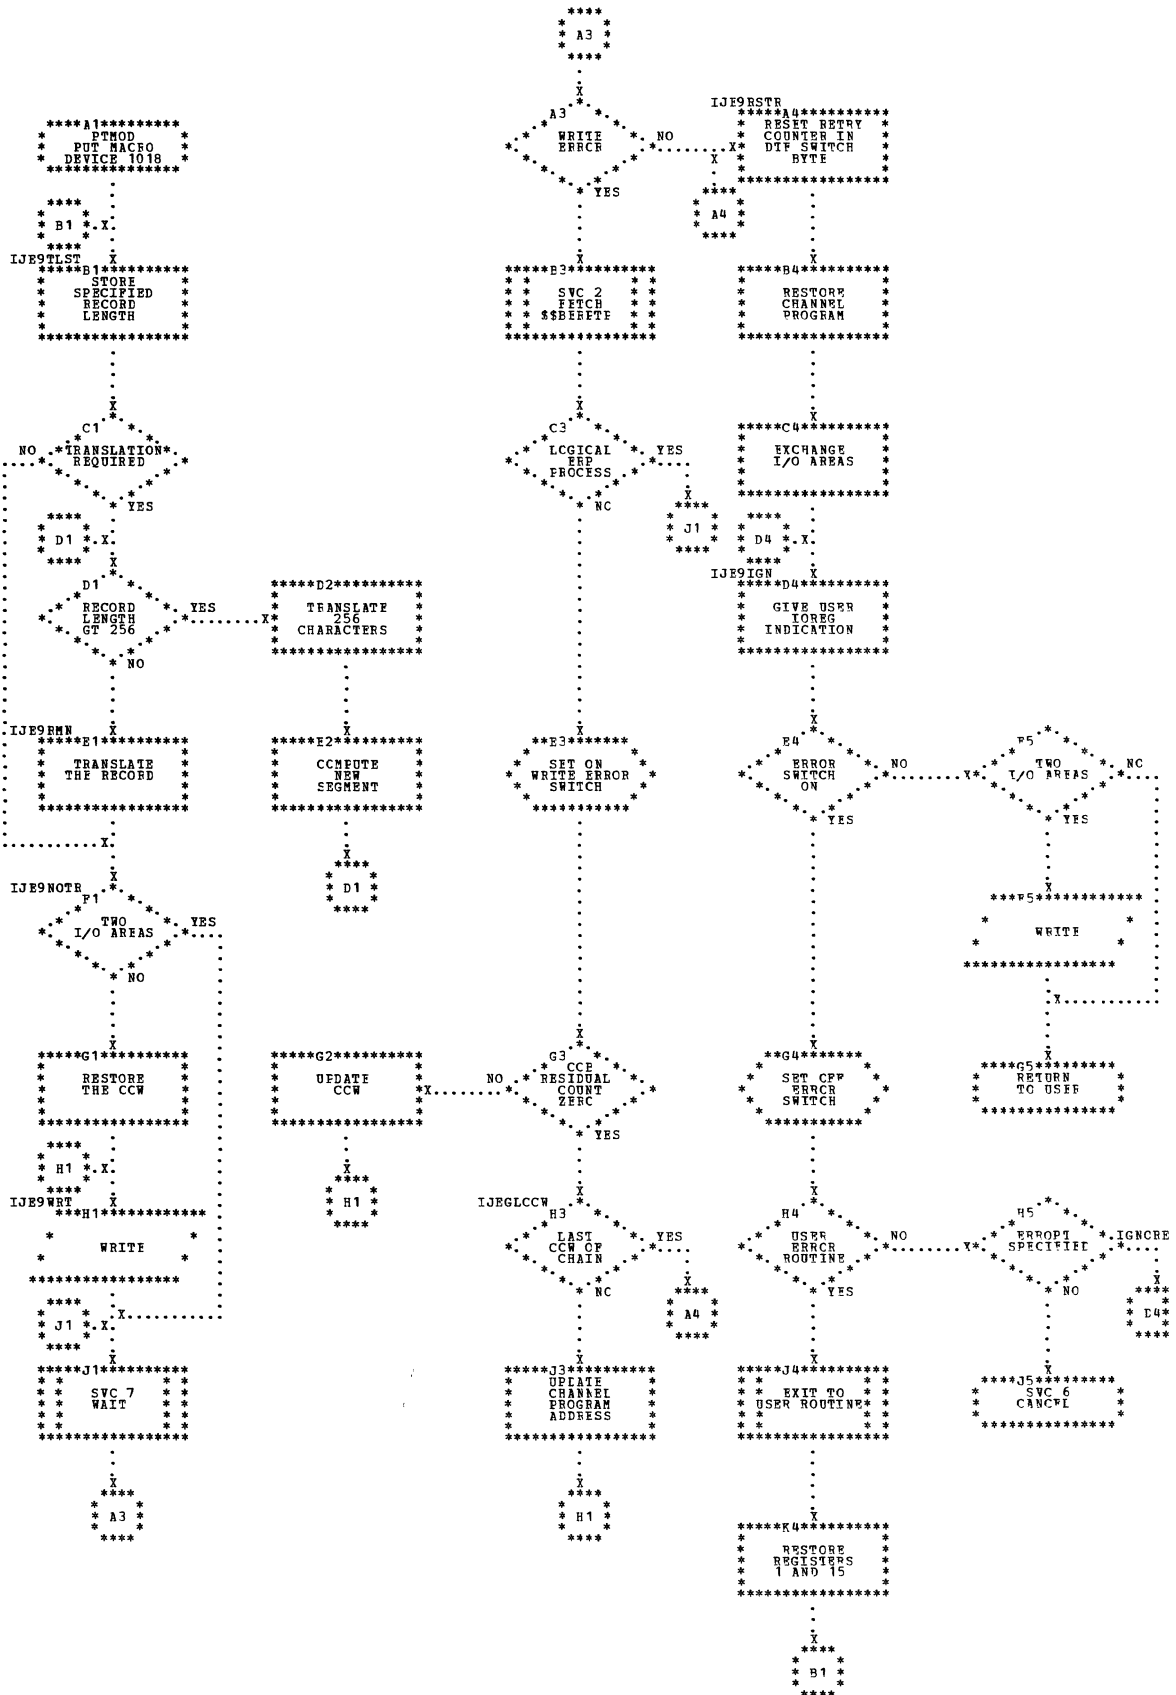 A3
IJE9RSTR
A1
PTMOD
PUT MACRO
DEVICE 1018
A3
WRITE
ERROR
NO
YES
A4
RESET RETRY
COUNTER IN
DTF SWITCH
BYTE
A4
B1
IJE9TLST
B1
STORE
SPECIFIED
RECORD
LENGTH
B3
SVC 2
FETCH
$$BERPTP
B4
RESTORE
CHANNEL
PROGRAM
C1
TRANSLATION
REQUIRED
NO
YES
C3
LOGICAL
ERP
PROCESS
YES
NO
J1
C4
EXCHANGE
I/O AREAS
D1
D4
IJE9IGN
D1
RECORD
LENGTH
GT 256
YES
NO
D2
TRANSLATE
256
CHARACTERS
D4
GIVE USER
IOREG
INDICATION
IJE9RMN
E1
TRANSLATE
THE RECORD
E2
COMPUTE
NEW
SEGMENT
E3
SET ON
WRITE ERROR
SWITCH
E4
ERROR
SWITCH
ON
NO
YES
E5
TWO
I/O AREAS
NO
YES
D1
IJE9NOTR
F1
TWO
I/O AREAS
YES
NO
F5
WRITE
G1
RESTORE
THE CCW
G2
UPDATE
CCW
NO
G3
CCB
RESIDUAL
COUNT
ZERO
YES
G4
SET OFF
ERROR
SWITCH
G5
RETURN
TO USER
H1
H1
IJE9WRT
H1
WRITE
IJEGLCCW
H3
LAST
CCW OF
CHAIN
YES
NO
A4
H4
USER
ERROR
ROUTINE
NO
YES
H5
ERROPT
SPECIFIED
IGNORE
NO
D4
J1
J1
SVC 7
WAIT
J3
UPDATE
CHANNEL
PROGRAM
ADDRESS
J4
EXIT TO
USER ROUTINE
J5
SVC 6
CANCEL
A3
H1
K4
RESTORE
REGISTERS
1 AND 15
B1